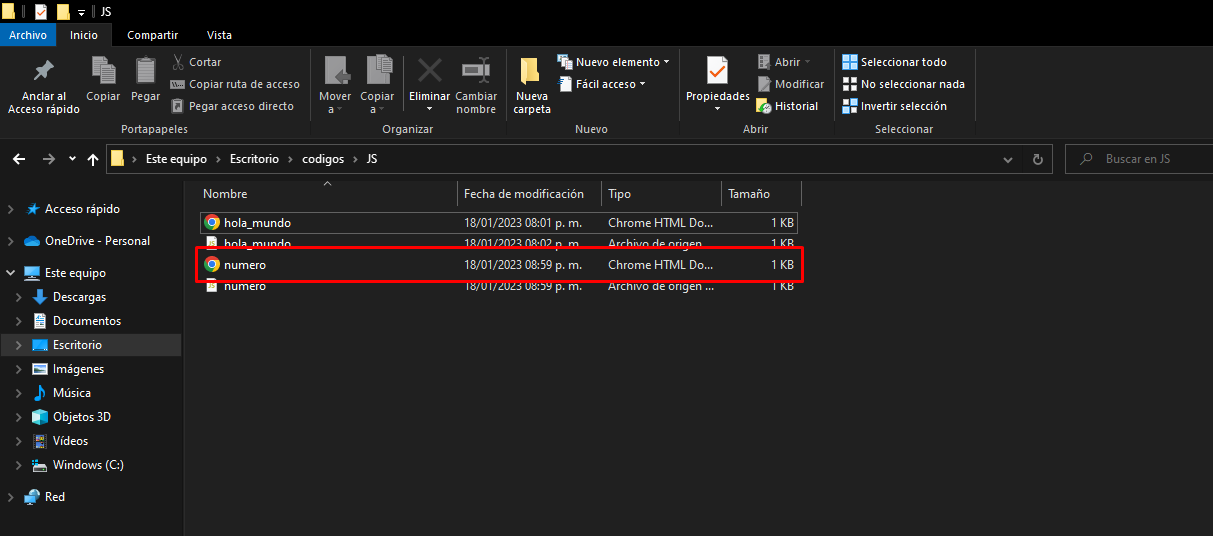 JS
Archivo Inicio Compartir Vista
Anclar al Acceso rápido
Copiar
Pegar
Cortar
Copiar ruta de acceso
Pegar acceso directo
Portapapeles
Mover a
Copiar a
Eliminar
Cambiar nombre
Organizar
Nueva carpeta
Nuevo elemento
Fácil acceso
Nuevo
Propiedades
Abrir
Modificar
Historial
Abrir
Seleccionar todo
No seleccionar nada
Invertir selección
Seleccionar
Este equipo > Escritorio > codigos > JS
Buscar en JS
Acceso rápido
OneDrive - Personal
Este equipo
Descargas
Documentos
Escritorio
Imágenes
Música
Objetos 3D
Vídeos
Windows (C:)
Red
Nombre Fecha de modificación Tipo Tamaño
hola_mundo 18/01/2023 08:01 p. m. Chrome HTML Do... 1 KB
hola_mundo 18/01/2023 08:02 p. m. Archivo de origen ... 1 KB
numero 18/01/2023 08:59 p. m. Chrome HTML Do... 1 KB
numero 18/01/2023 08:59 p. m. Archivo de origen ... 1 KB